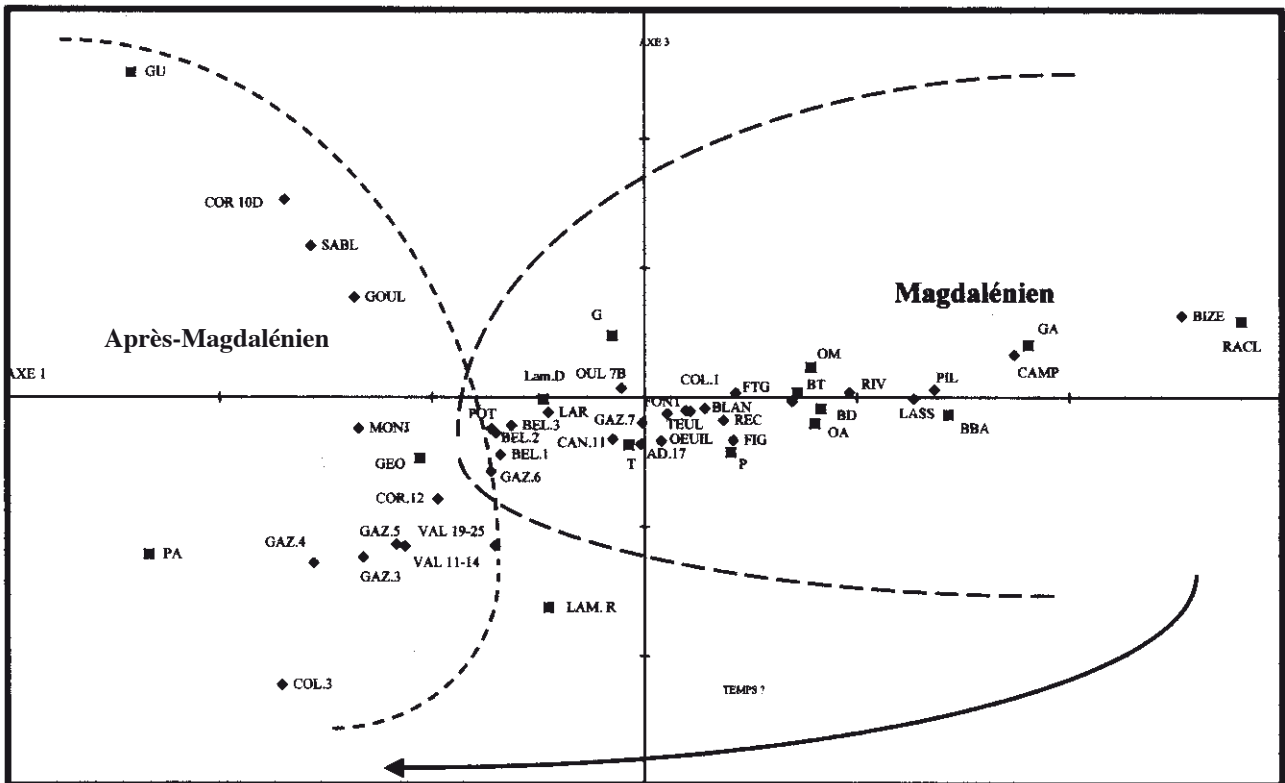 AXE 3
GU
COR 10D
SABL
GOUL
Magdalénien
BIZE
G
GA
RACL
Après-Magdalénien
OM
CAMP
AXE 1
OUL 7B
Lam.D
COL.1
FTG
BT
RIV
PIL
POT
LAR
GAZ.7
FONT
BLAN
BD
LASS
BEL.3
TEUL
REC
OA
BBA
MONJ
BEL.2
CAN.11
OEUIL
FIG
BEL.1
T
AD.17
P
GEO
GAZ.6
COR.12
GAZ.5
VAL 19-25
GAZ.4
PA
GAZ.3
VAL 11-14
LAM. R
COL.3
TEMPS ?